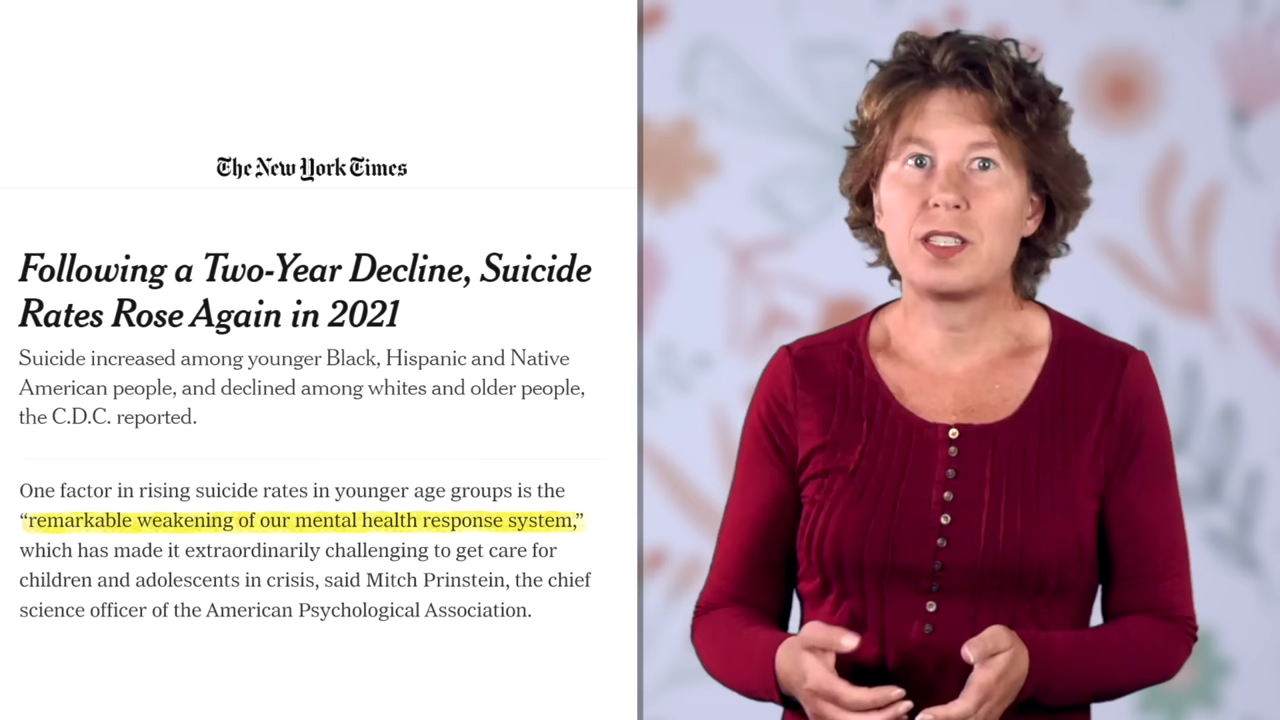 The New York Times
Following a Two-Year Decline, Suicide
Rates Rose Again in 2021
Suicide increased among younger Black, Hispanic and Native
American people, and declined among whites and older people,
the C.D.C. reported.
One factor in rising suicide rates in younger age groups is the
“remarkable weakening of our mental health response system,”
which has made it extraordinarily challenging to get care for
children and adolescents in crisis, said Mitch Prinstein, the chief
science officer of the American Psychological Association.